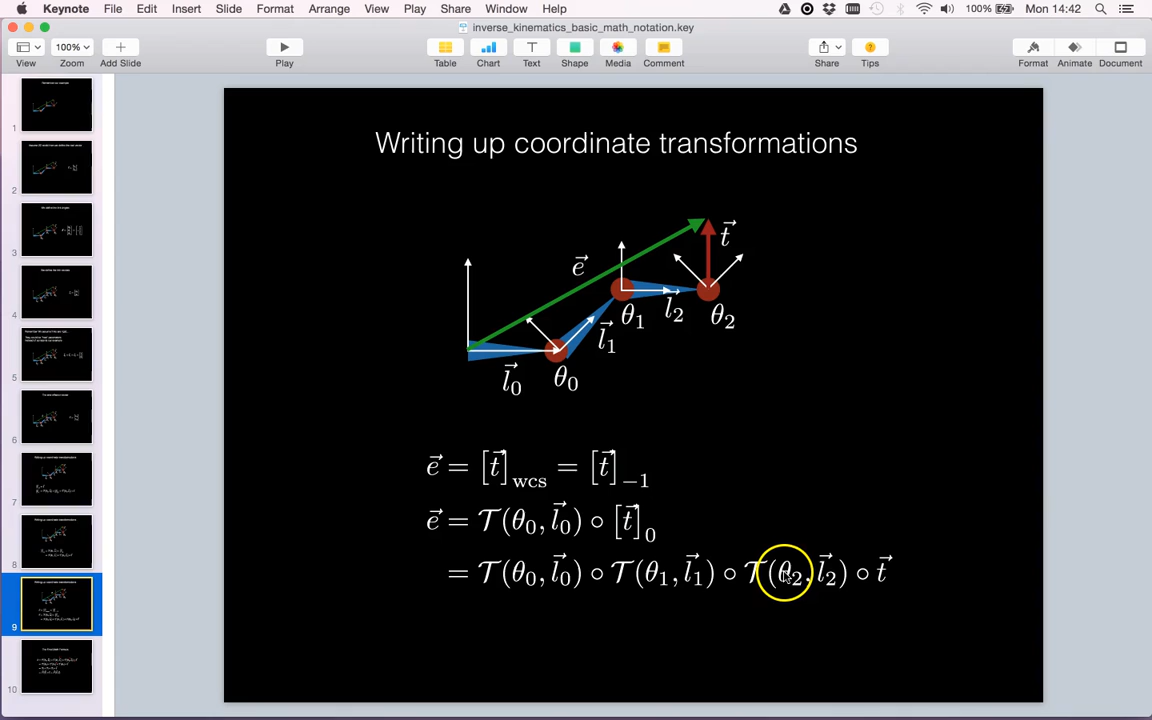 Keynote File Edit Insert Slide Format Arrange View Play Share Window Help 100% Mon 14:42
inverse_kinematics_basic_math_notation.key
100%
View Zoom Add Slide Play Table Chart Text Shape Media Comment Share Tips Format Animate Document
1
2
3
4
5
6
7
8
9
10
Writing up coordinate transformations
t⃗
e⃗
θ₁ l⃗₂ θ₂
l⃗₁
l⃗₀ θ₀
e⃗ = [t⃗]wcs = [t⃗]₋₁
e⃗ = 𝒯(θ₀, l⃗₀) ∘ [t⃗]₀
= 𝒯(θ₀, l⃗₀) ∘ 𝒯(θ₁, l⃗₁) ∘ 𝒯(θ₂, l⃗₂) ∘ t⃗